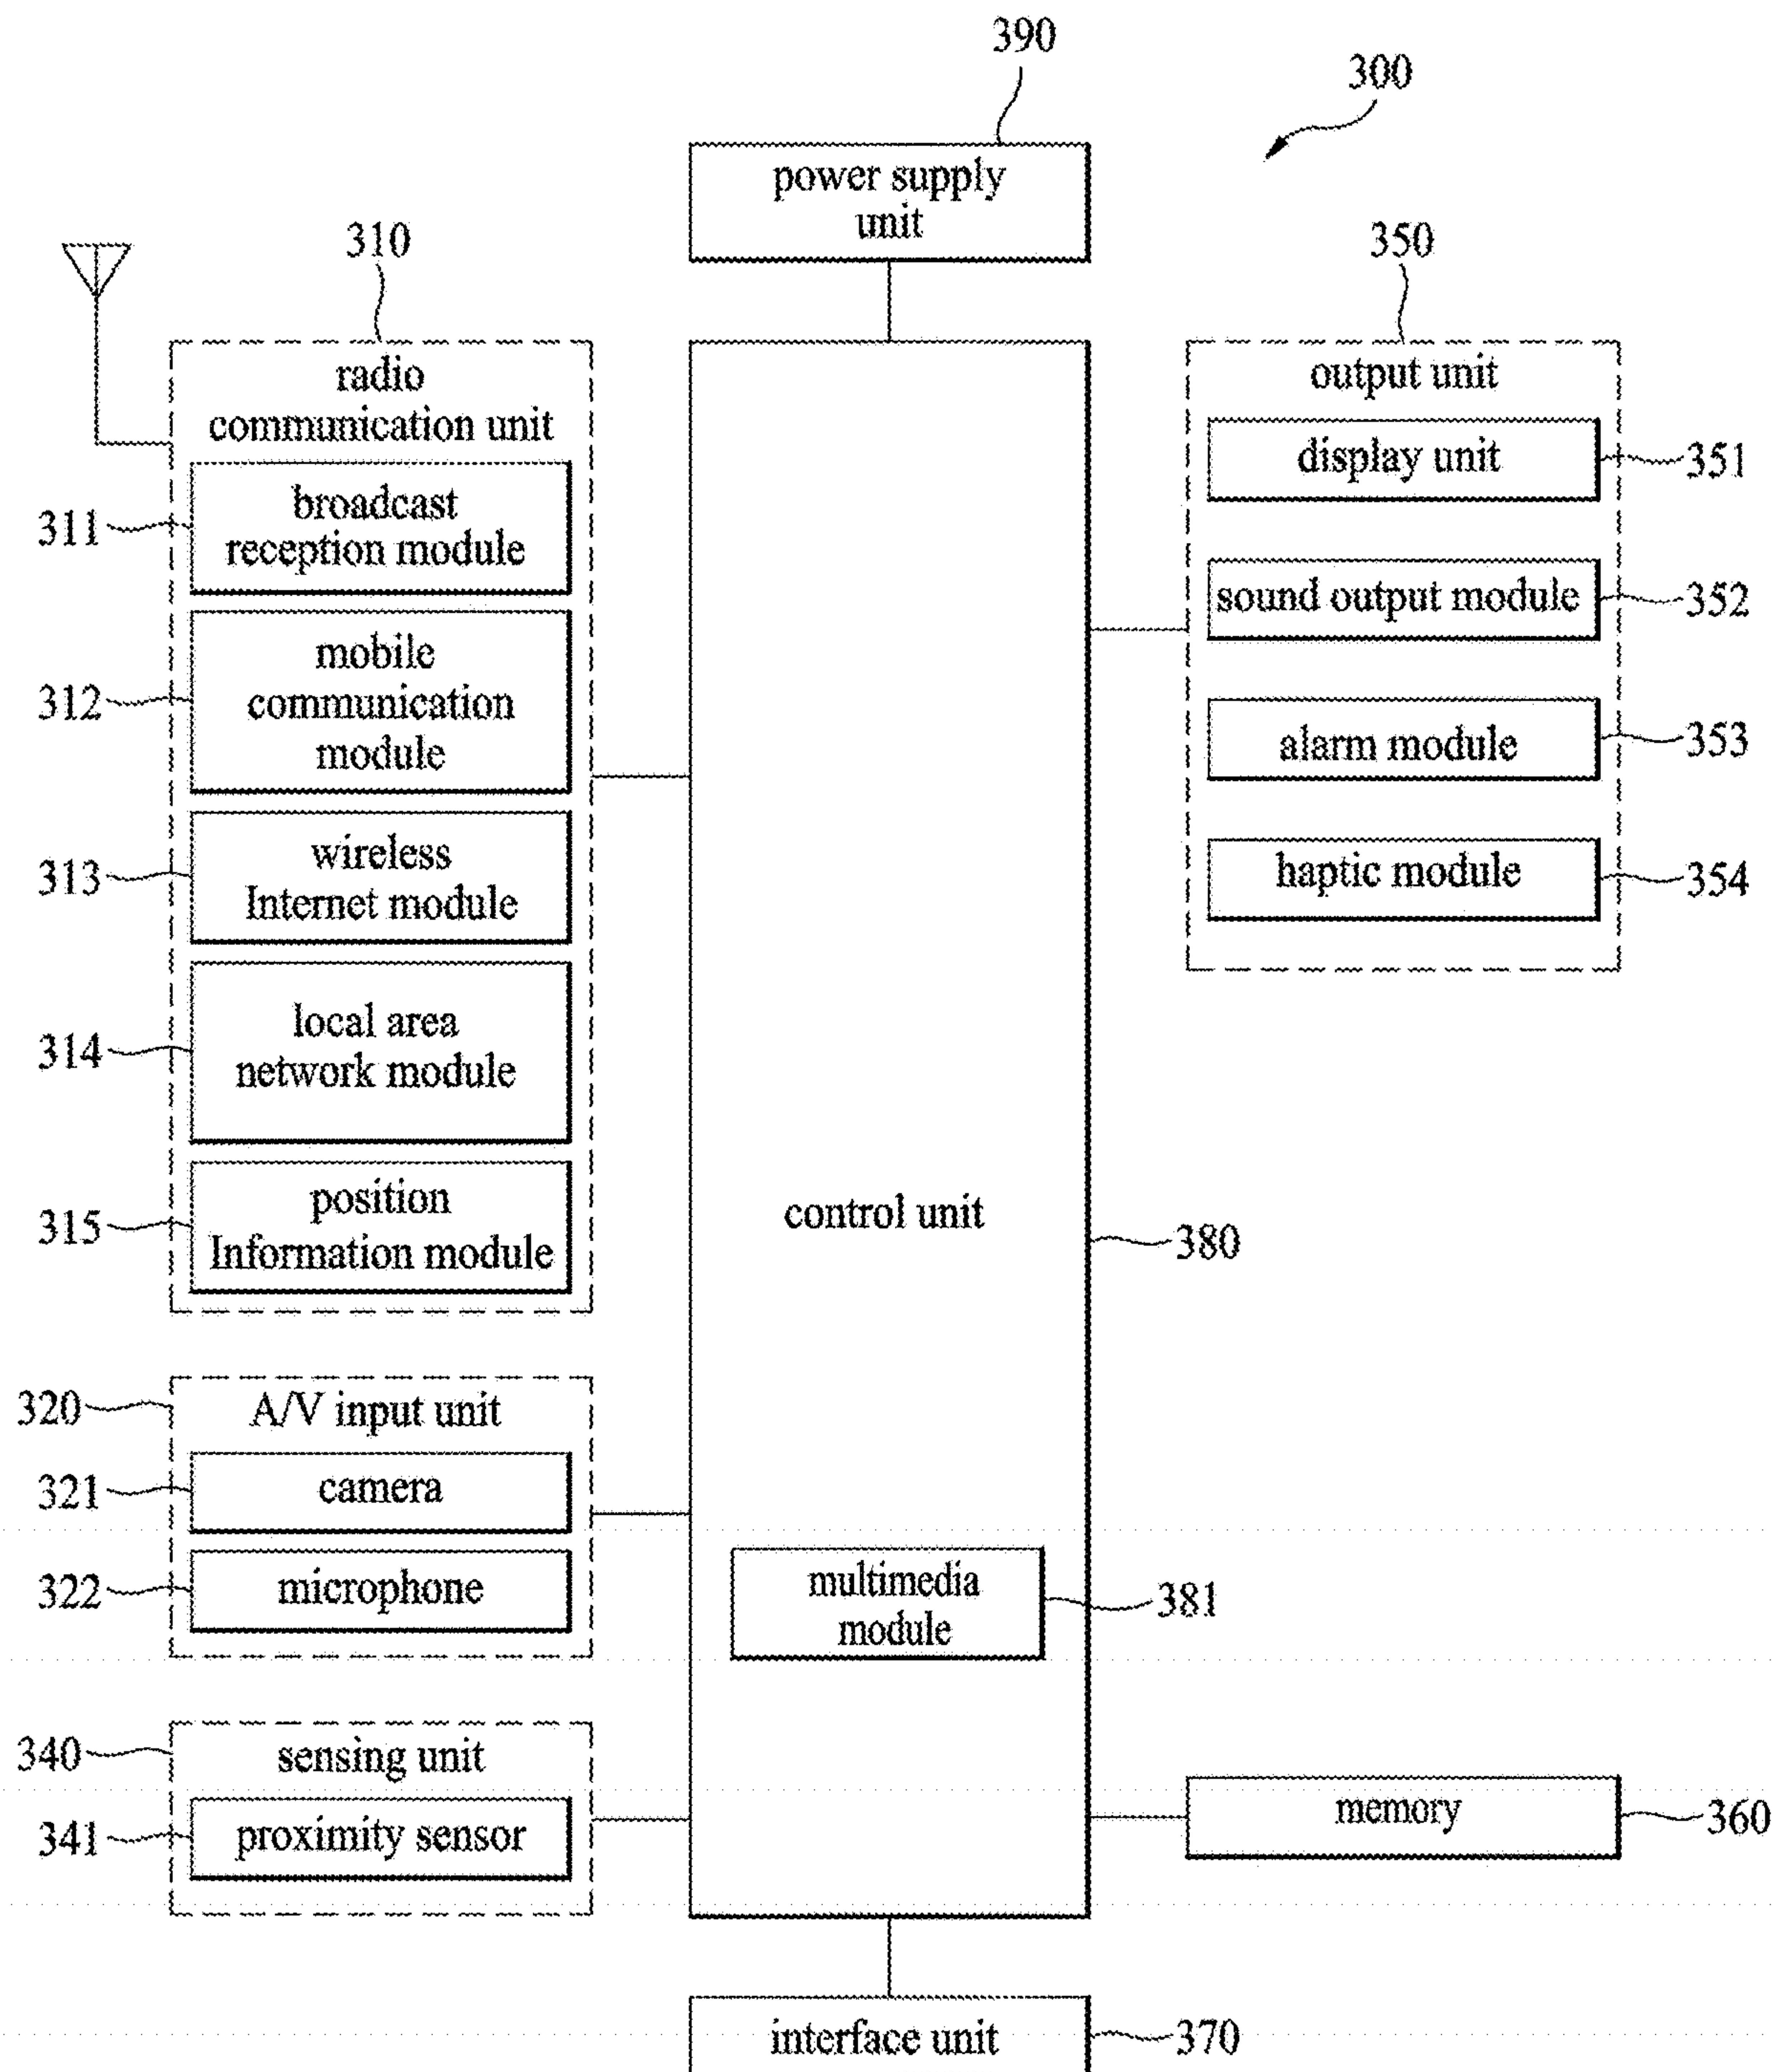 390
300
power supply
unit
310
350
radio
communication unit
output unit
311
broadcast
reception module
display unit
351
312
mobile
communication
module
sound output module
352
313
wireless
Internet module
alarm module
353
314
local area
network module
haptic module
354
315
position
Information module
control unit
380
320
A/V input unit
321
camera
322
microphone
multimedia
module
381
340
sensing unit
341
proximity sensor
memory
360
interface unit
370